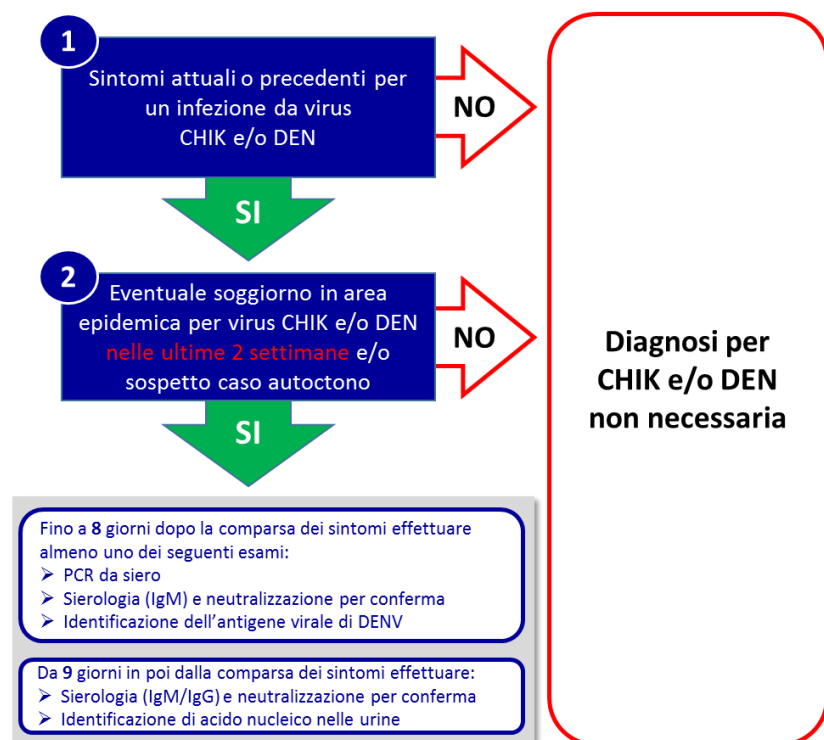 1
Sintomi attuali o precedenti per
un infezione da virus
CHIK e/o DEN
NO
SI
2
Eventuale soggiorno in area
epidemica per virus CHIK e/o DEN
nelle ultime 2 settimane e/o
sospetto caso autoctono
NO
SI
Diagnosi per
CHIK e/o DEN
non necessaria
Fino a 8 giorni dopo la comparsa dei sintomi effettuare
almeno uno dei seguenti esami:
➢ PCR da siero
➢ Sierologia (IgM) e neutralizzazione per conferma
➢ Identificazione dell’antigene virale di DENV
Da 9 giorni in poi dalla comparsa dei sintomi effettuare:
➢ Sierologia (IgM/IgG) e neutralizzazione per conferma
➢ Identificazione di acido nucleico nelle urine